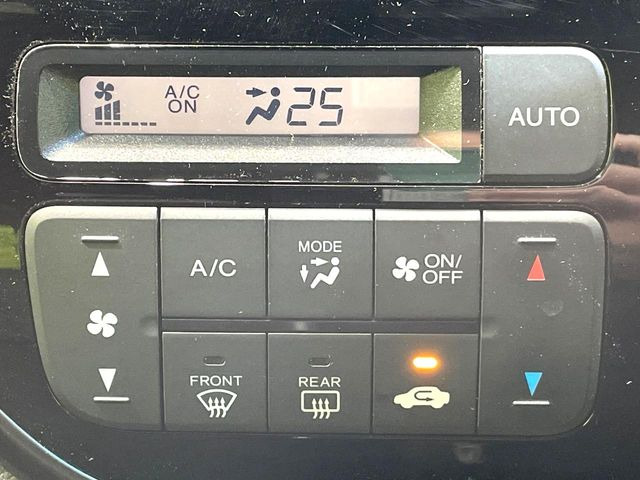 A/C
ON
25
AUTO
A/C
MODE
ON/
OFF
FRONT
REAR